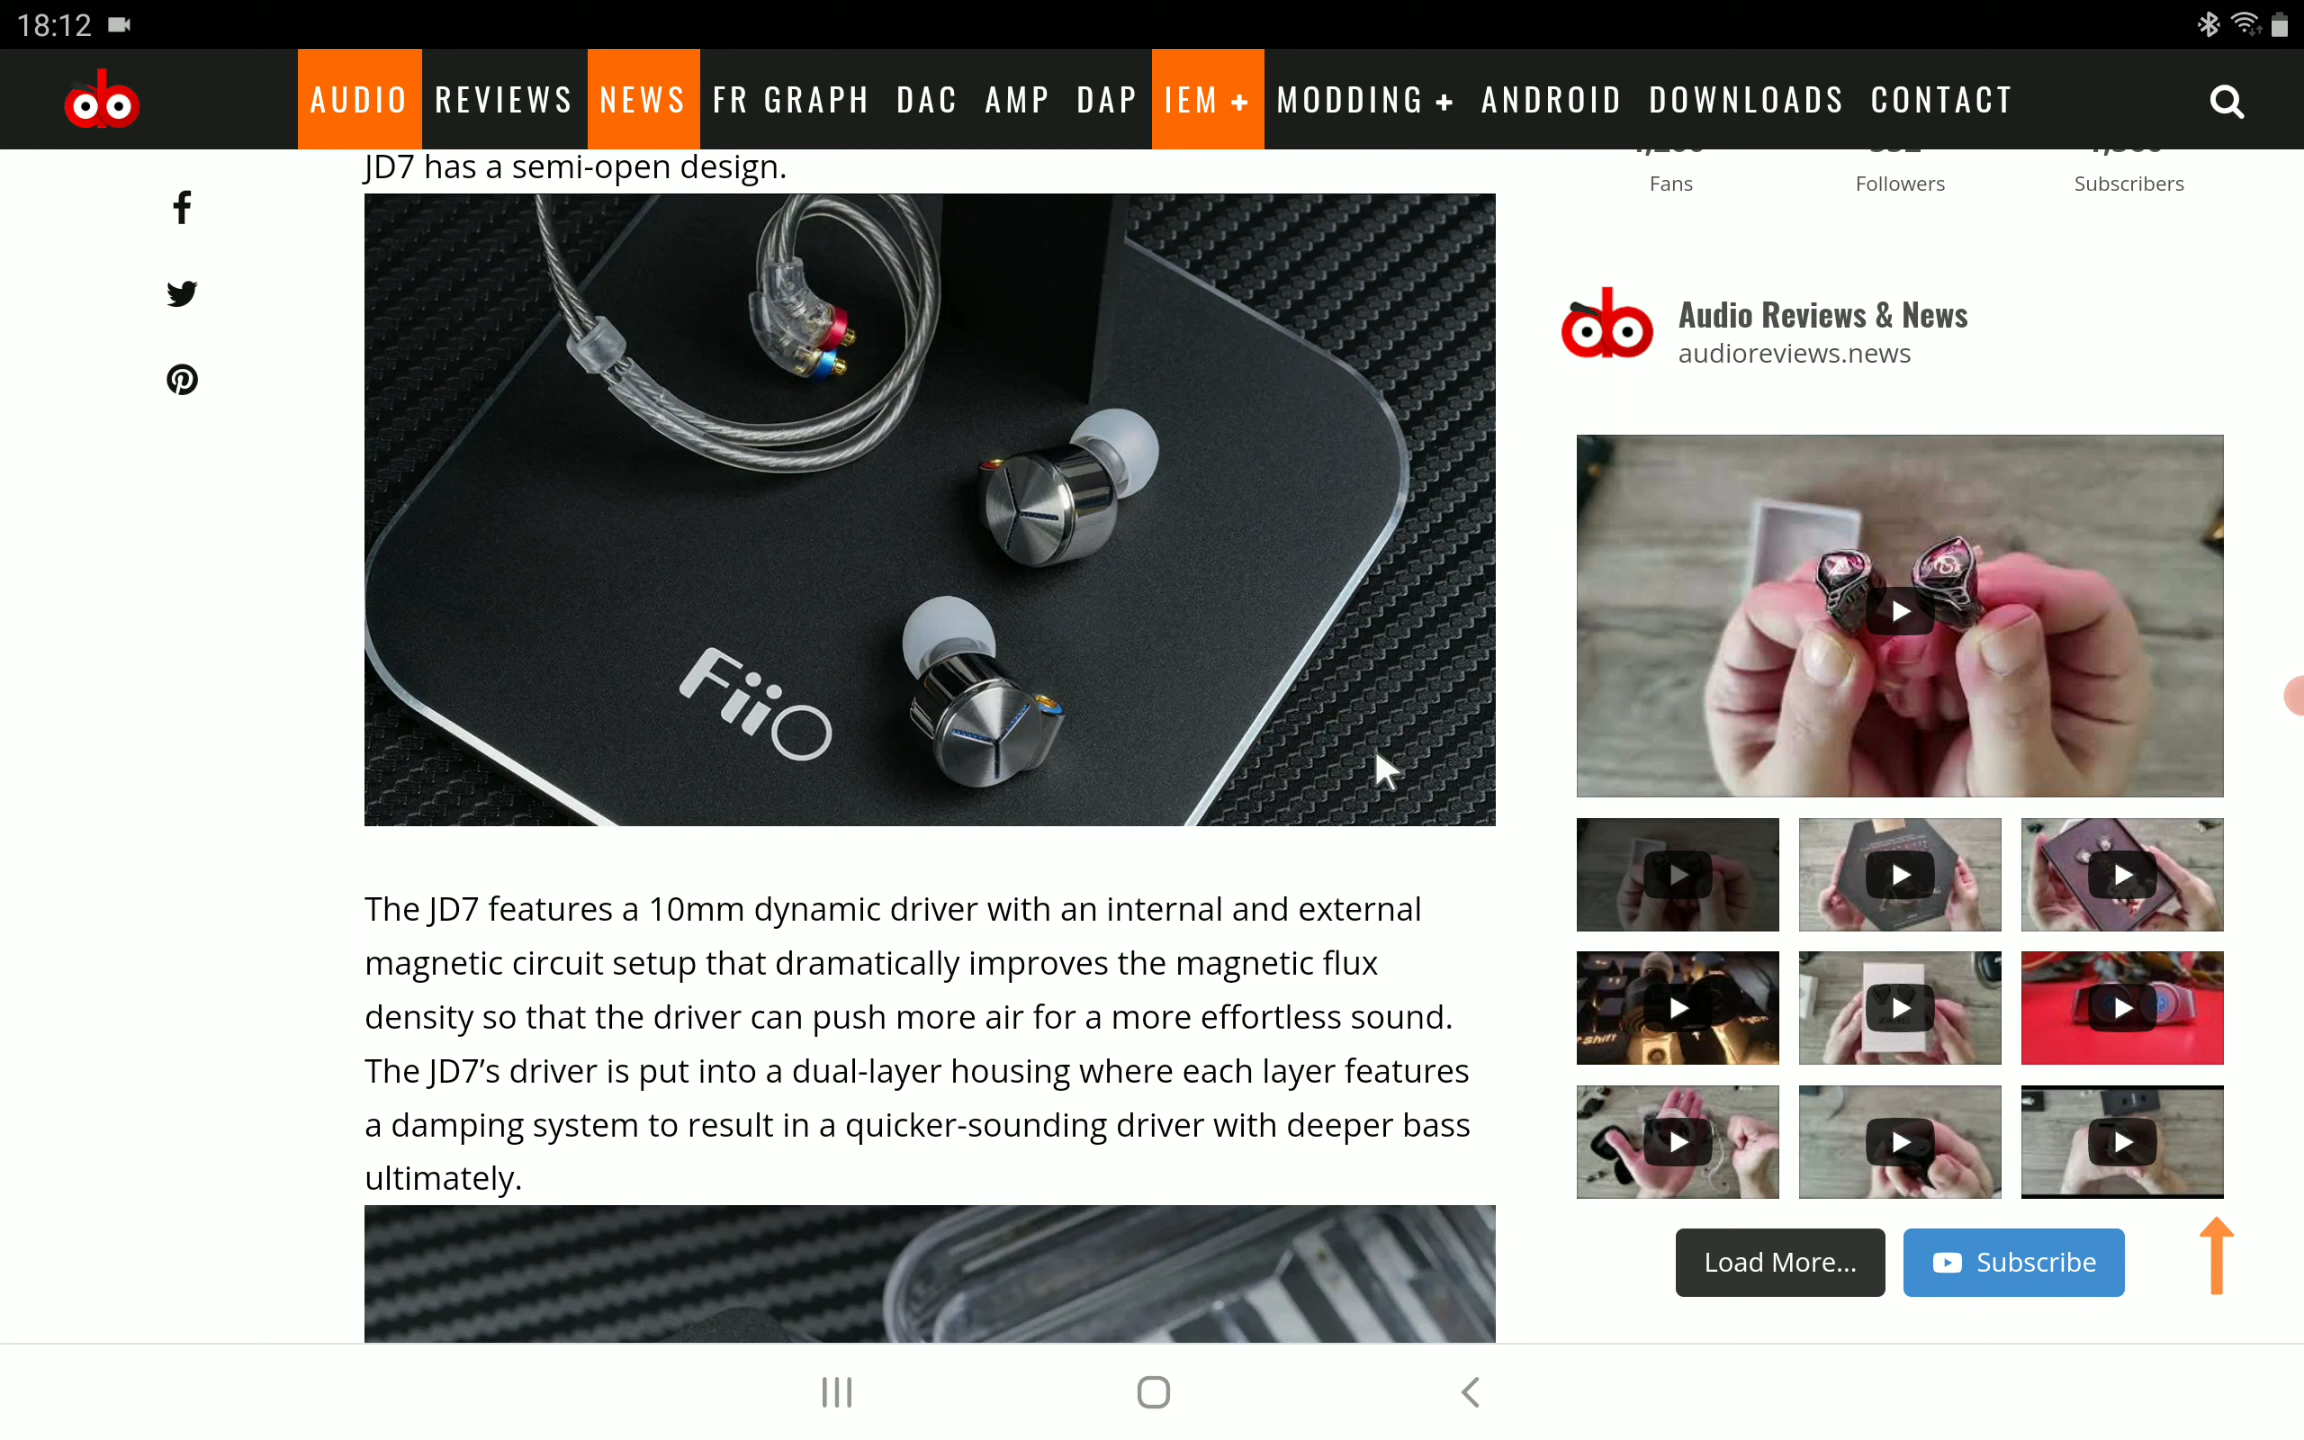 18:12
AUDIO REVIEWS NEWS FR GRAPH DAC AMP DAP IEM + MODDING + ANDROID DOWNLOADS CONTACT
JD7 has a semi-open design.
Fans Followers Subscribers
Audio Reviews & News
audioreviews.news
FiiO
The JD7 features a 10mm dynamic driver with an internal and external
magnetic circuit setup that dramatically improves the magnetic flux
density so that the driver can push more air for a more effortless sound.
The JD7’s driver is put into a dual-layer housing where each layer features
a damping system to result in a quicker-sounding driver with deeper bass
ultimately.
Load More... Subscribe